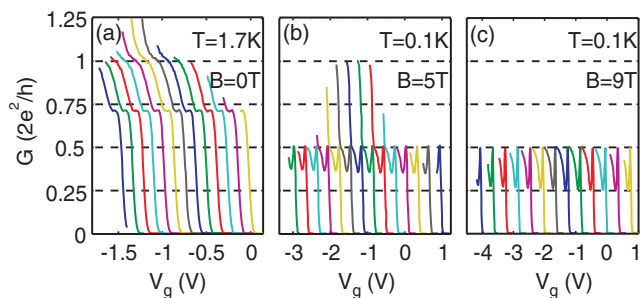 1.25
1
0.75
0.5
0.25
0
G (2e²/h)
(a) T=1.7K
B=0T
-1.5 -1 -0.5 0
V_g (V)
(b) T=0.1K
B=5T
-3 -2 -1 0 1
V_g (V)
(c) T=0.1K
B=9T
-4 -3 -2 -1 0 1
V_g (V)